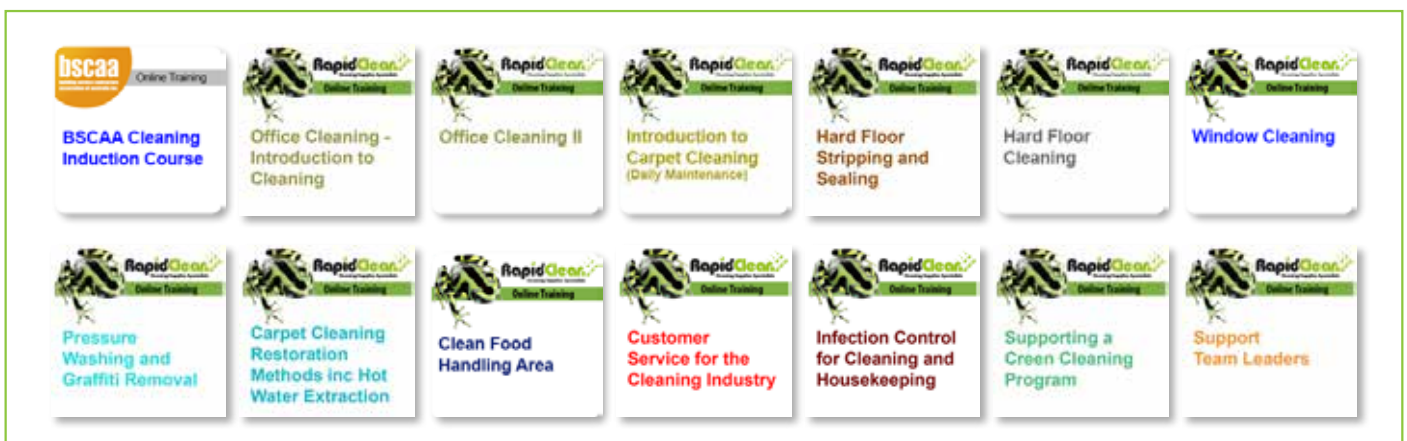 bscaa
Online Training
BSCAA Cleaning
Induction Course
RapidClean
Online Training
Office Cleaning -
Introduction to
Cleaning
RapidClean
Online Training
Office Cleaning II
RapidClean
Online Training
Introduction to
Carpet Cleaning
(Daily Maintenance)
RapidClean
Online Training
Hard Floor
Stripping and
Sealing
RapidClean
Online Training
Hard Floor
Cleaning
RapidClean
Online Training
Window Cleaning
RapidClean
Online Training
Pressure
Washing and
Graffiti Removal
RapidClean
Online Training
Carpet Cleaning
Restoration
Methods inc Hot
Water Extraction
RapidClean
Online Training
Clean Food
Handling Area
RapidClean
Online Training
Customer
Service for the
Cleaning Industry
RapidClean
Online Training
Infection Control
for Cleaning and
Housekeeping
RapidClean
Online Training
Supporting a
Creen Cleaning
Program
RapidClean
Online Training
Support
Team Leaders